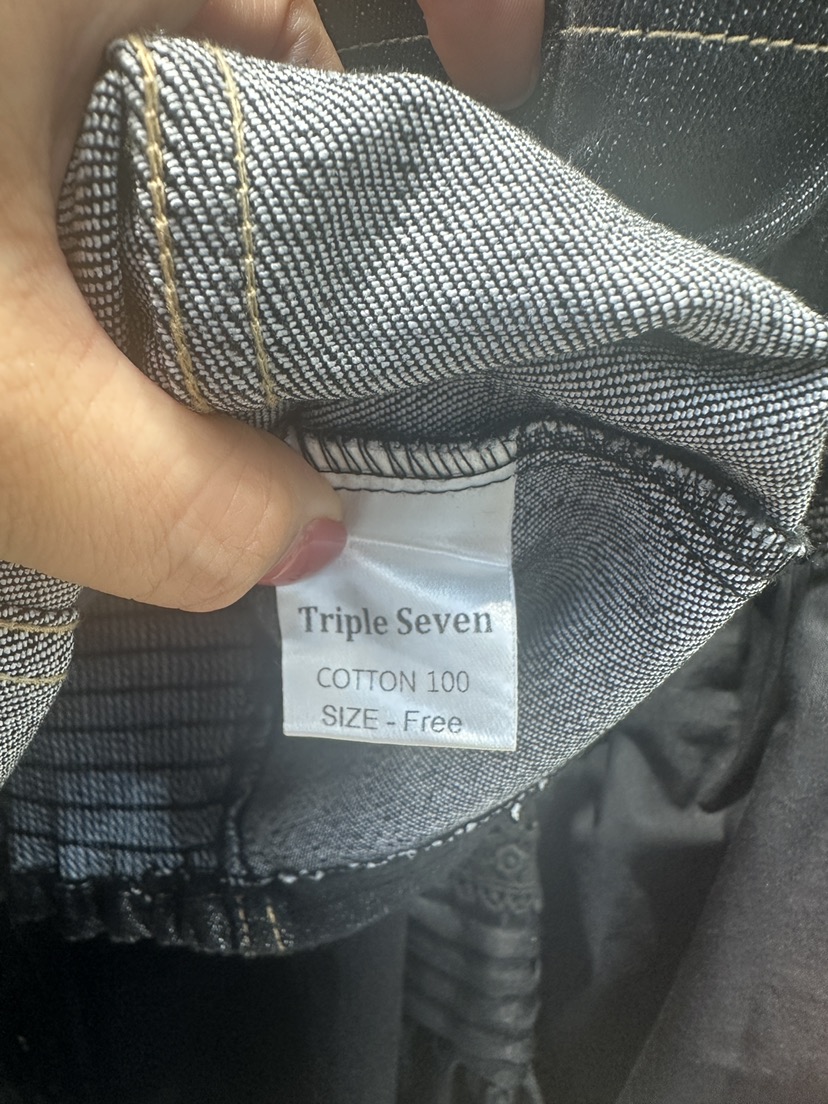 Triple Seven
COTTON 100
SIZE - Free